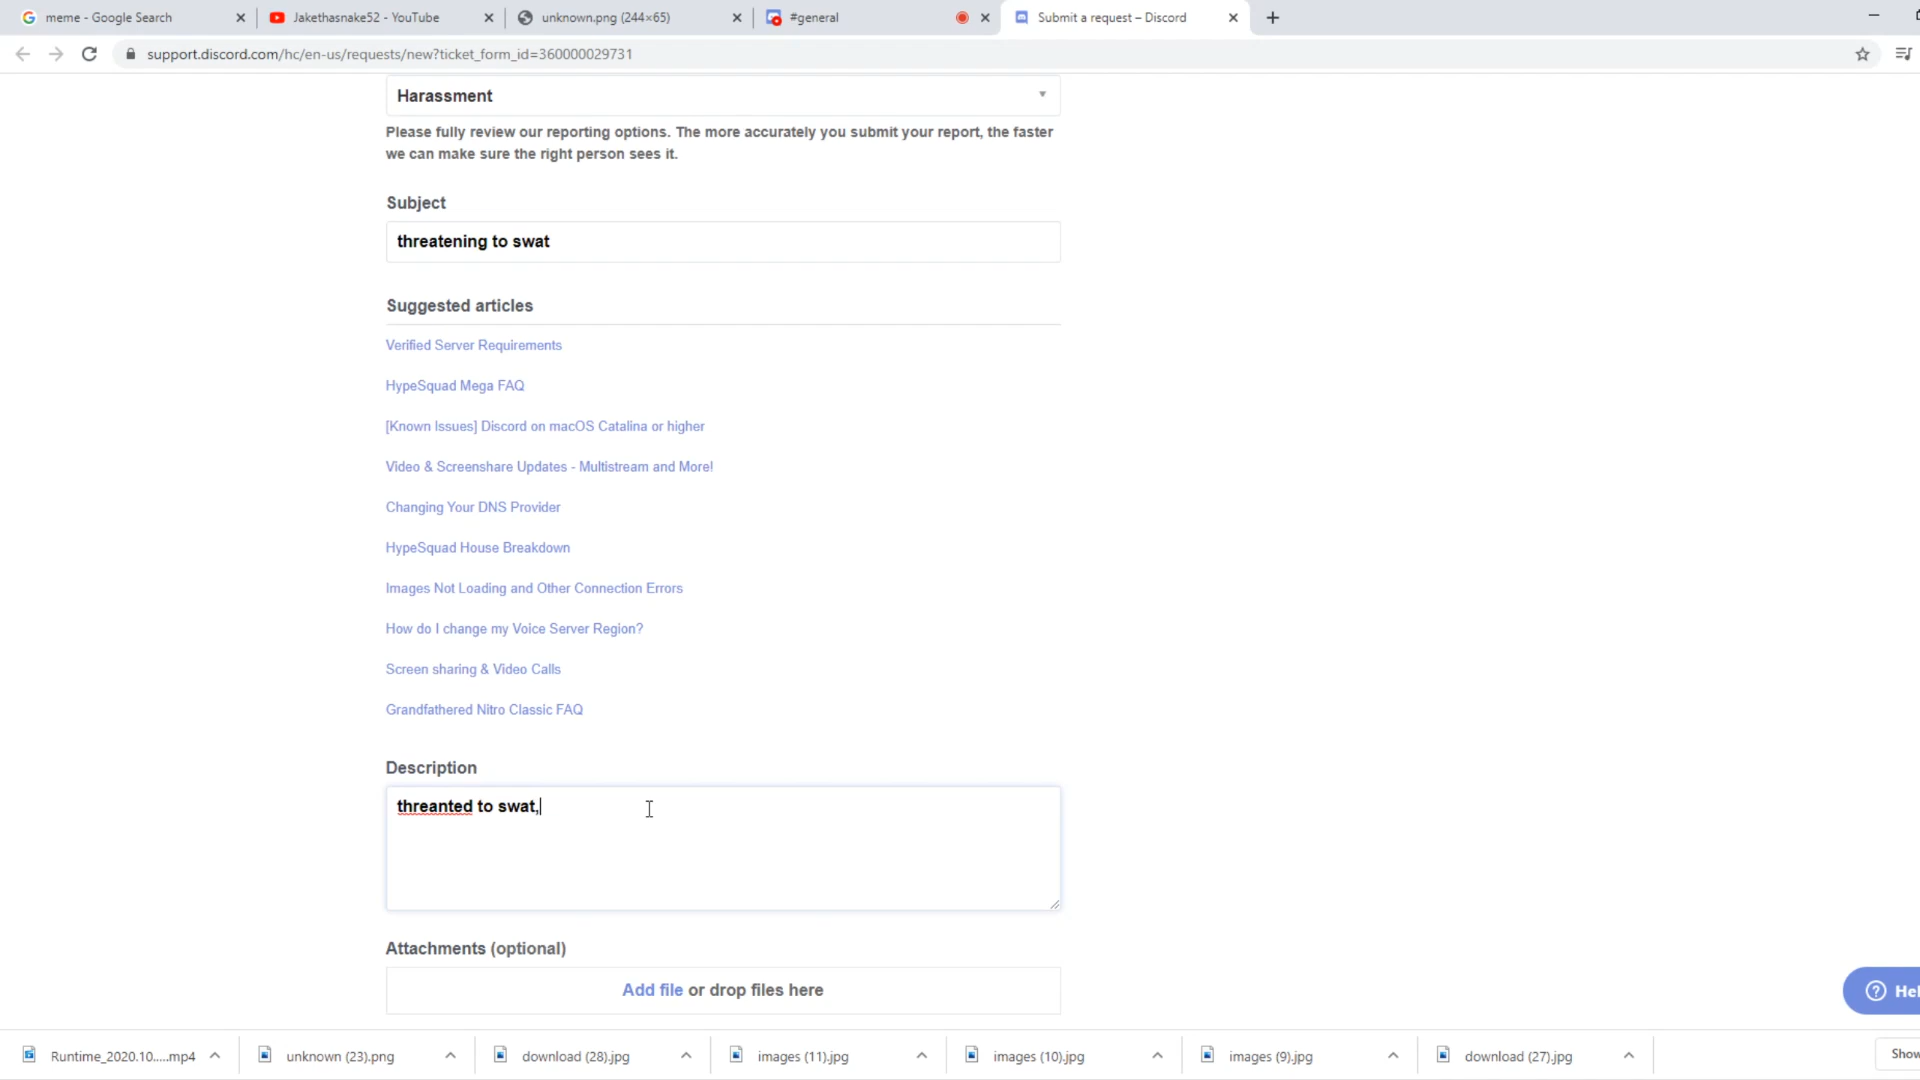 meme - Google Search
Jakethasnake52 - YouTube
unknown.png (244×65)
#general
Submit a request – Discord
support.discord.com/hc/en-us/requests/new?ticket_form_id=360000029731
Harassment
Please fully review our reporting options. The more accurately you submit your report, the faster
we can make sure the right person sees it.
Subject
threatening to swat
Suggested articles
Verified Server Requirements
HypeSquad Mega FAQ
[Known Issues] Discord on macOS Catalina or higher
Video & Screenshare Updates - Multistream and More!
Changing Your DNS Provider
HypeSquad House Breakdown
Images Not Loading and Other Connection Errors
How do I change my Voice Server Region?
Screen sharing & Video Calls
Grandfathered Nitro Classic FAQ
Description
threanted to swat,
Attachments (optional)
Add file or drop files here
Hel
Runtime_2020.10.....mp4
unknown (23).png
download (28).jpg
images (11).jpg
images (10).jpg
images (9).jpg
download (27).jpg
Show